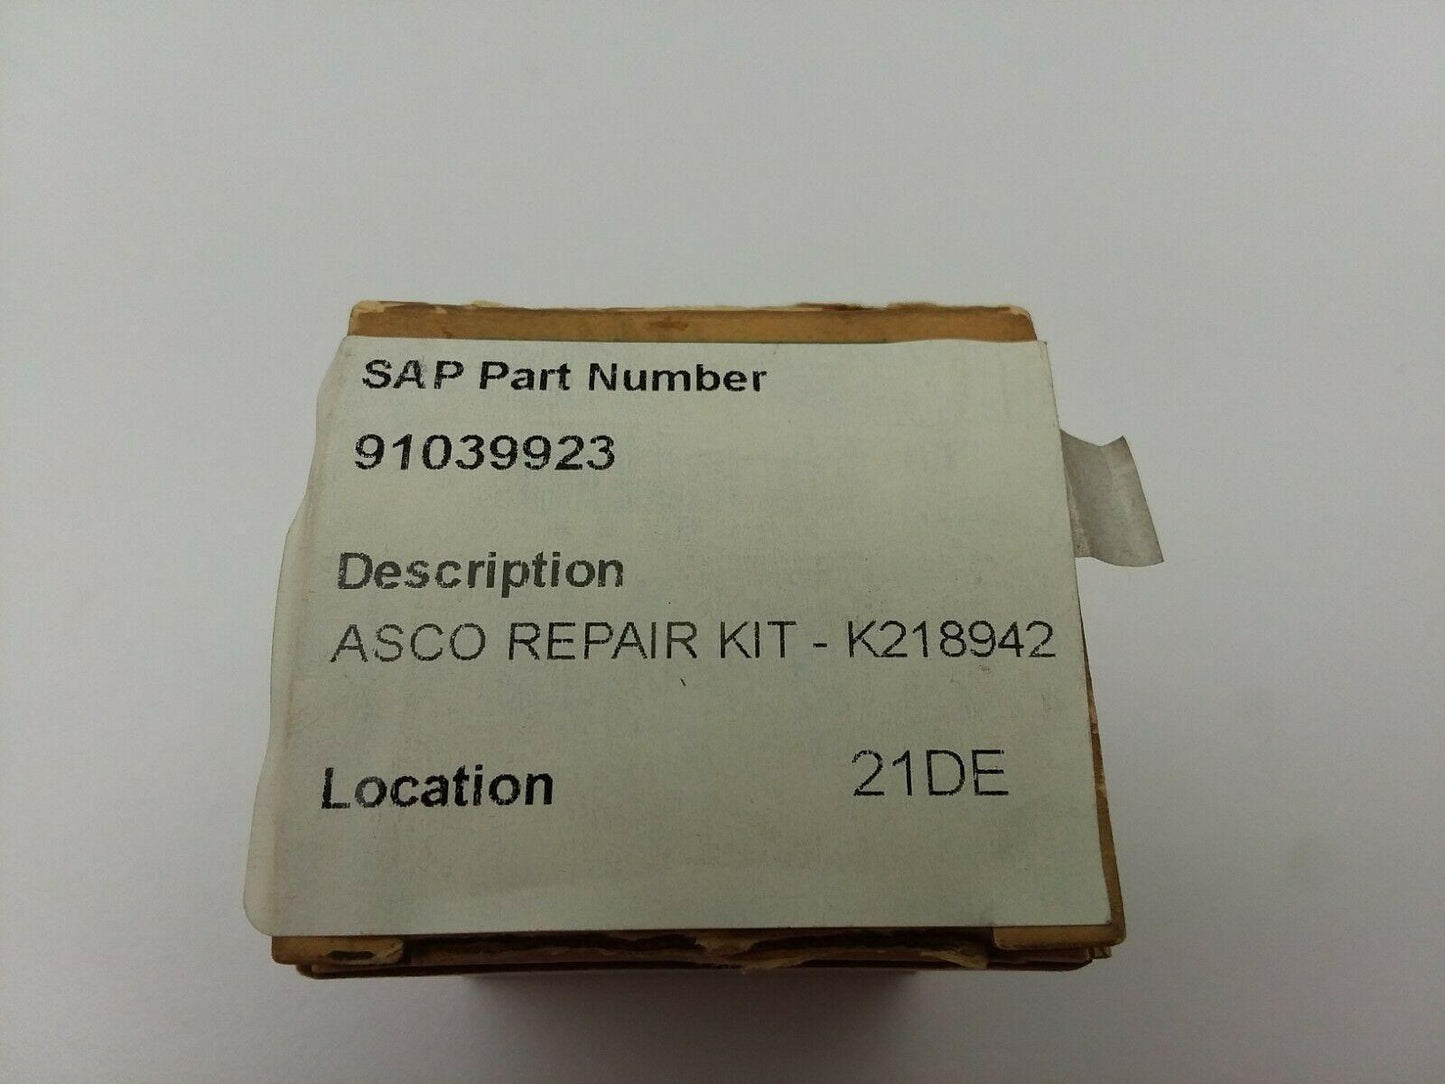 SAP Part Number
91039923
Description
ASCO REPAIR KIT - K218942
Location 21DE